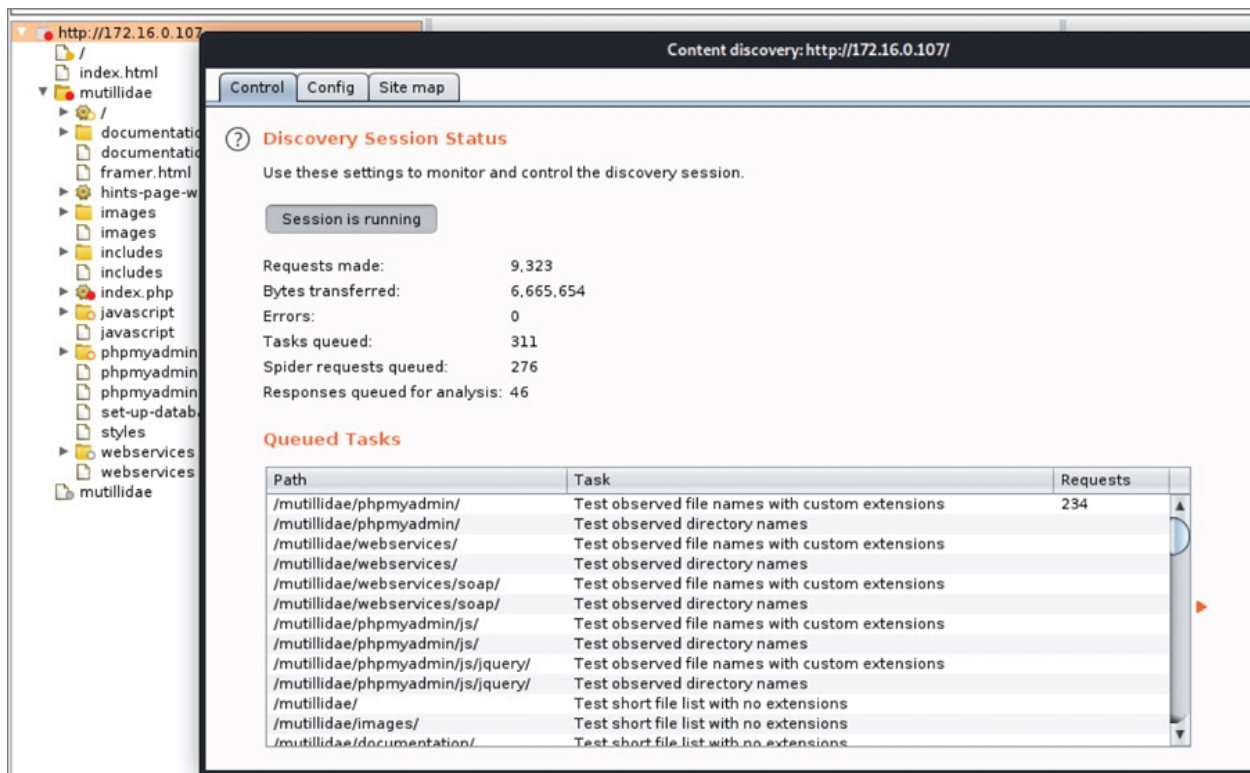 http://172.16.0.107
/
index.html
mutillidae
/
documentatio
documentatio
framer.html
hints-page-w
images
images
includes
includes
index.php
javascript
javascript
phpmyadmin
phpmyadmin
phpmyadmin
set-up-datab
styles
webservices
webservices
mutillidae
Content discovery: http://172.16.0.107/
Control Config Site map
? Discovery Session Status
Use these settings to monitor and control the discovery session.
Session is running
Requests made: 9,323
Bytes transferred: 6,665,654
Errors: 0
Tasks queued: 311
Spider requests queued: 276
Responses queued for analysis: 46
Queued Tasks
Path Task Requests
/mutillidae/phpmyadmin/ Test observed file names with custom extensions 234
/mutillidae/phpmyadmin/ Test observed directory names
/mutillidae/webservices/ Test observed file names with custom extensions
/mutillidae/webservices/ Test observed directory names
/mutillidae/webservices/soap/ Test observed file names with custom extensions
/mutillidae/webservices/soap/ Test observed directory names
/mutillidae/phpmyadmin/js/ Test observed file names with custom extensions
/mutillidae/phpmyadmin/js/ Test observed directory names
/mutillidae/phpmyadmin/js/jquery/ Test observed file names with custom extensions
/mutillidae/phpmyadmin/js/jquery/ Test observed directory names
/mutillidae/ Test short file list with no extensions
/mutillidae/images/ Test short file list with no extensions
/mutillidae/documentation/ Test short file list with no extensions